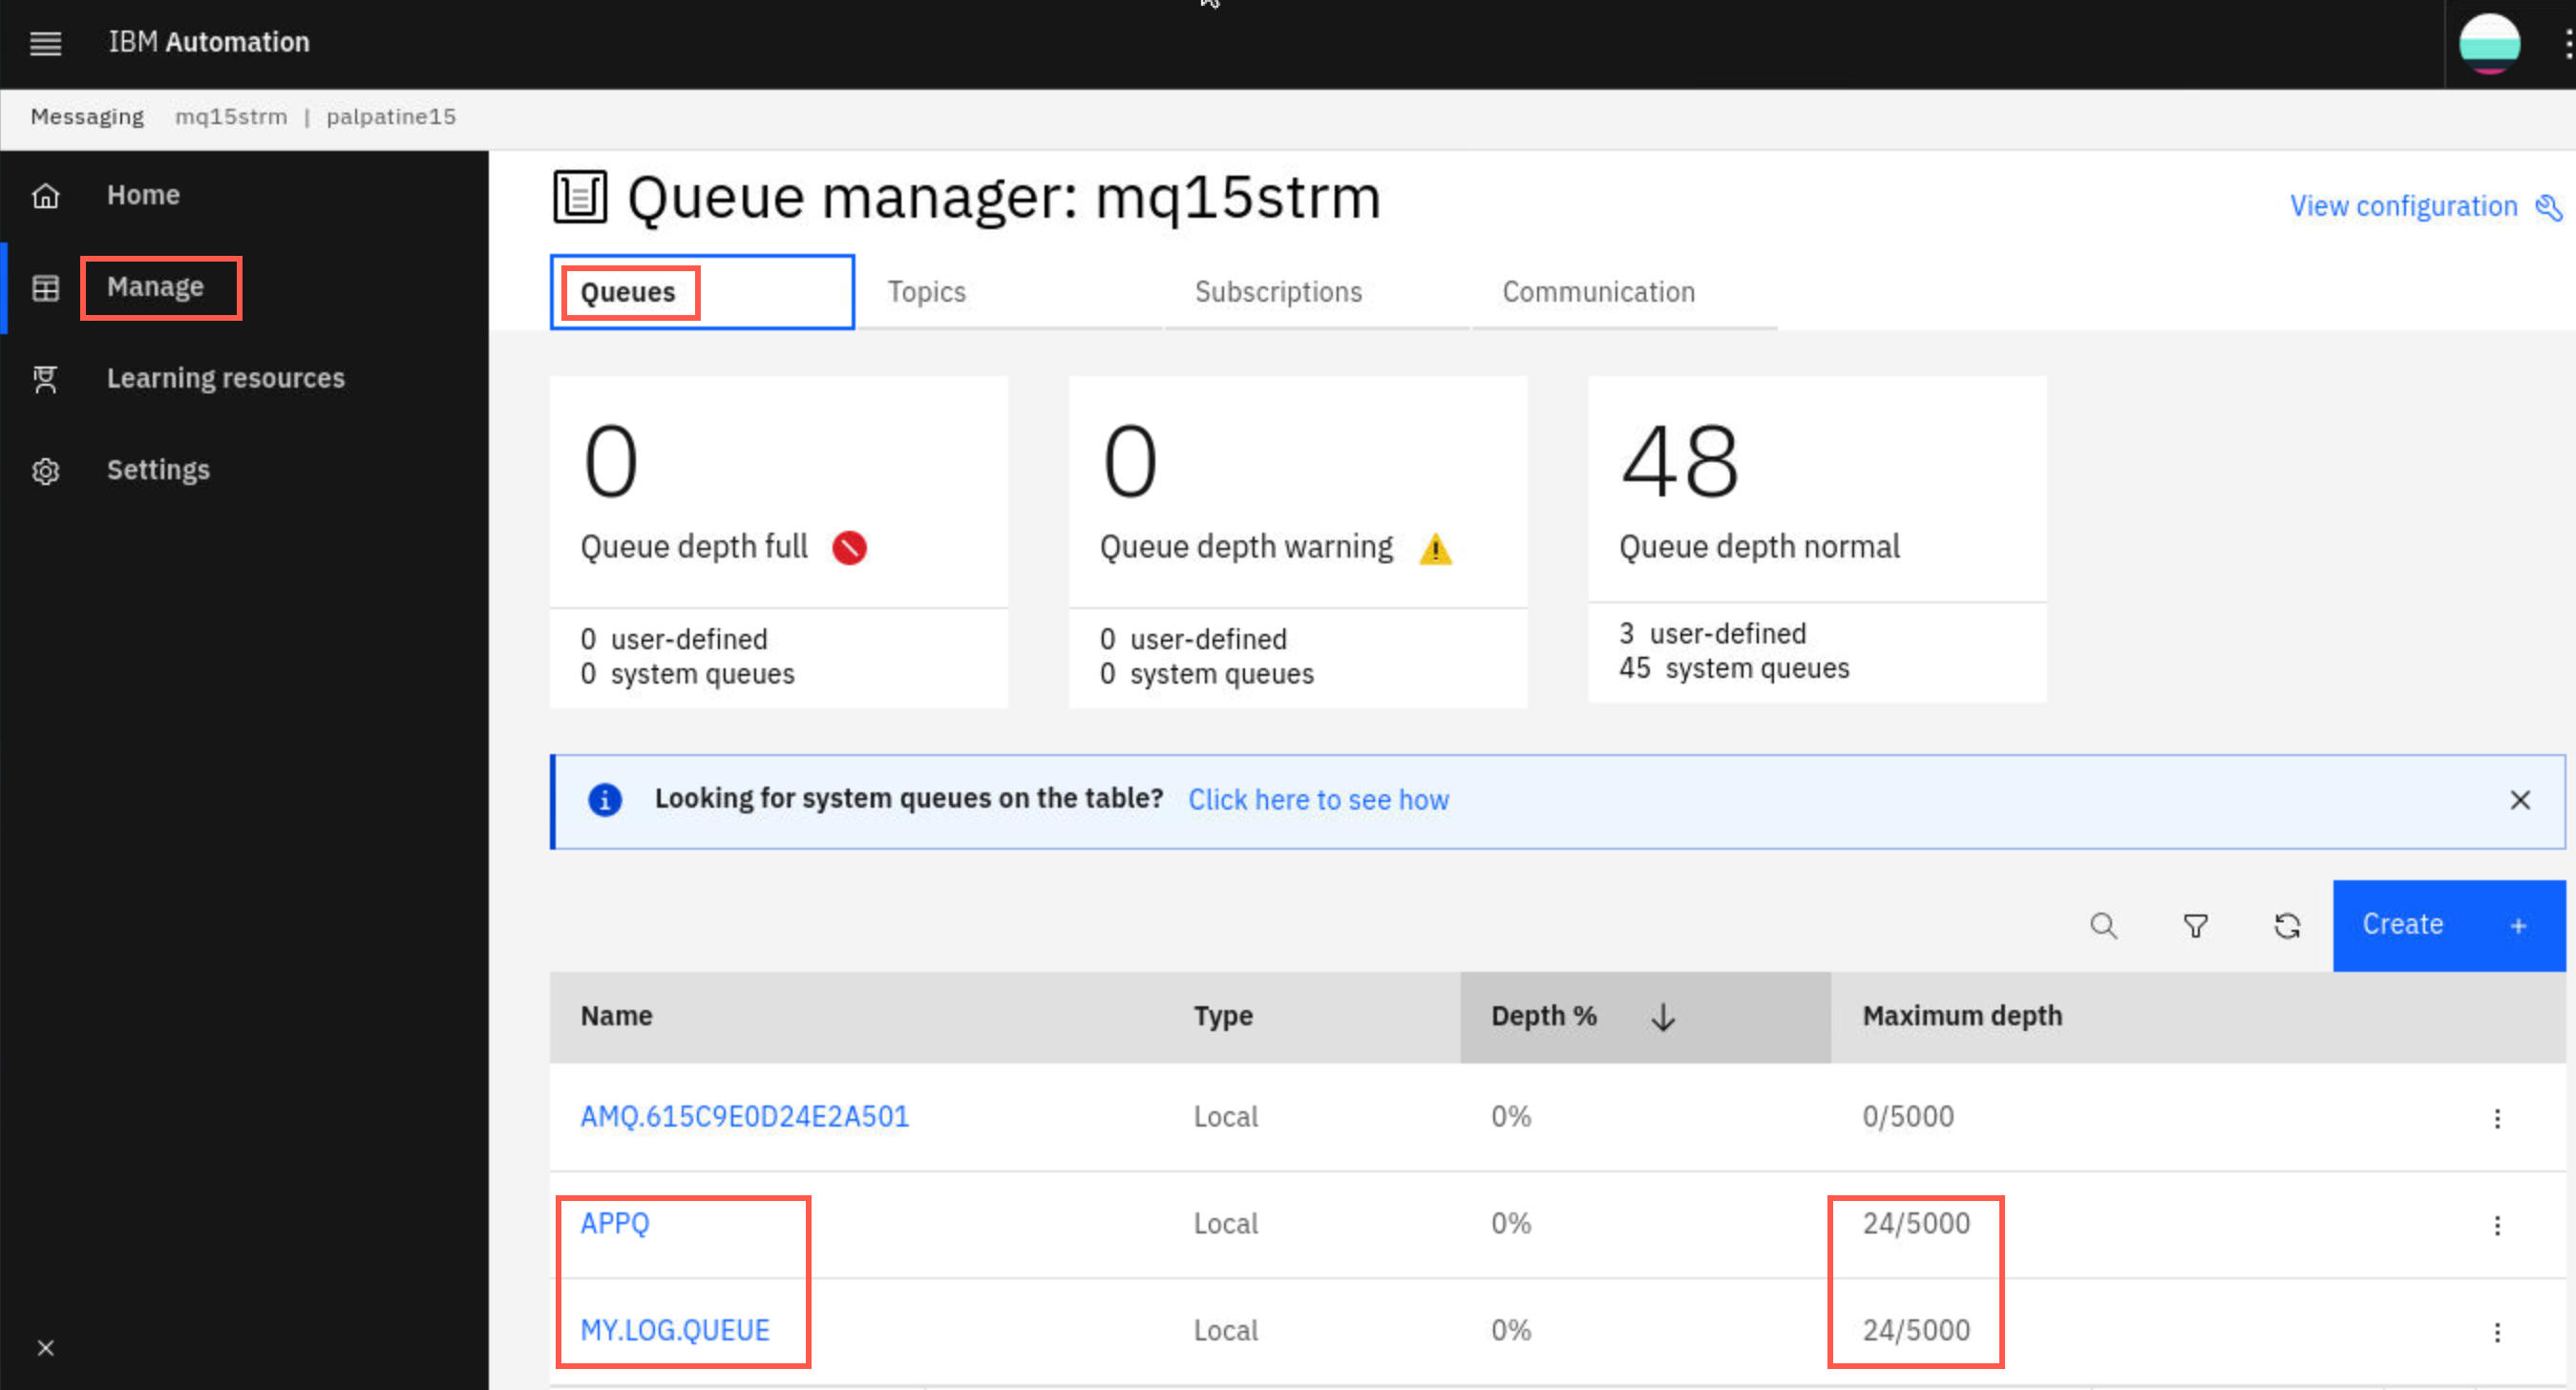 IBM Automation
Messaging mq15strm | palpatine15
Home
Manage
Learning resources
Settings
Queue manager: mq15strm
View configuration
Queues Topics Subscriptions Communication
0
Queue depth full
0 user-defined
0 system queues
0
Queue depth warning
0 user-defined
0 system queues
48
Queue depth normal
3 user-defined
45 system queues
Looking for system queues on the table? Click here to see how
Create +
Name Type Depth % Maximum depth
AMQ.615C9E0D24E2A501 Local 0% 0/5000
APPQ Local 0% 24/5000
MY.LOG.QUEUE Local 0% 24/5000